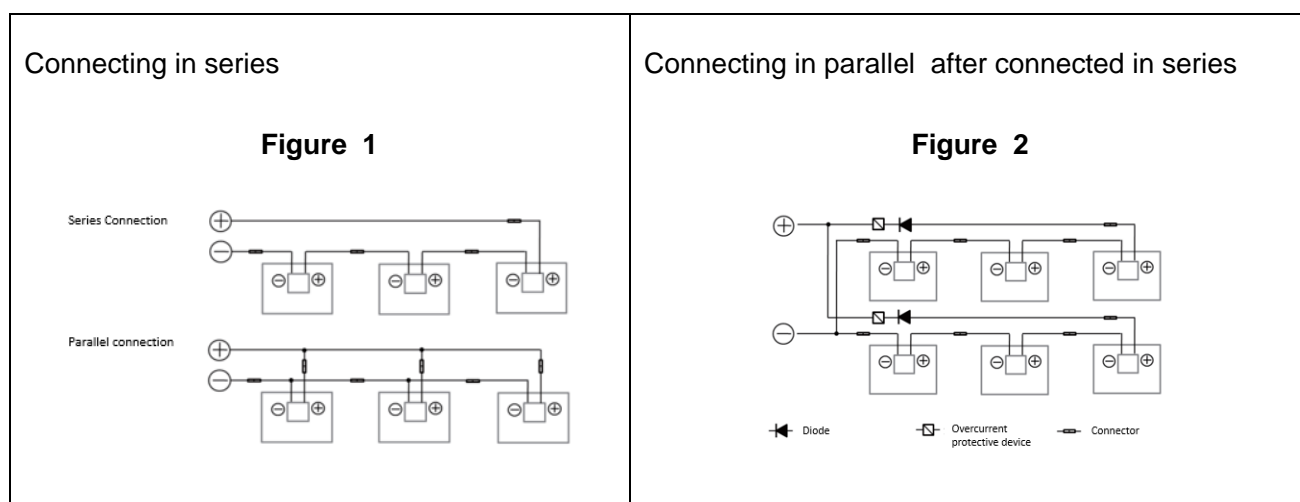 Connecting in series
Figure 1
Series Connection
⊕
⊖
⊖ ⊕ ⊖ ⊕ ⊖ ⊕
Parallel connection
⊕
⊖
⊖ ⊕ ⊖ ⊕ ⊖ ⊕
Connecting in parallel after connected in series
Figure 2
⊕
⊖ ⊕ ⊖ ⊕ ⊖ ⊕
⊖
⊖ ⊕ ⊖ ⊕ ⊖ ⊕
Diode
Overcurrent
protective device
Connector